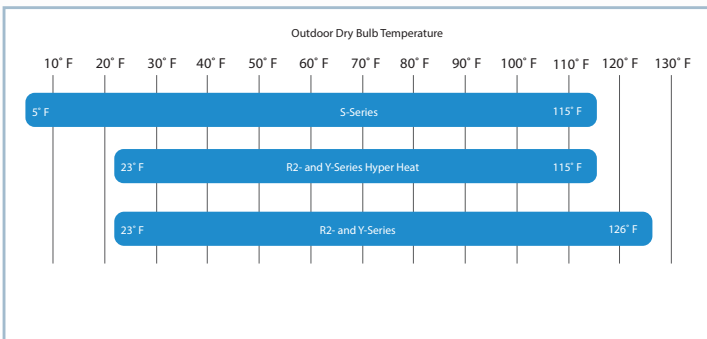 Outdoor Dry Bulb Temperature
10˚ F 20˚ F 30˚ F 40˚ F 50˚ F 60˚ F 70˚ F 80˚ F 90˚ F 100˚ F 110˚ F 120˚ F 130˚ F
5˚ F S-Series 115˚ F
23˚ F R2- and Y-Series Hyper Heat 115˚ F
23˚ F R2- and Y-Series 126˚ F